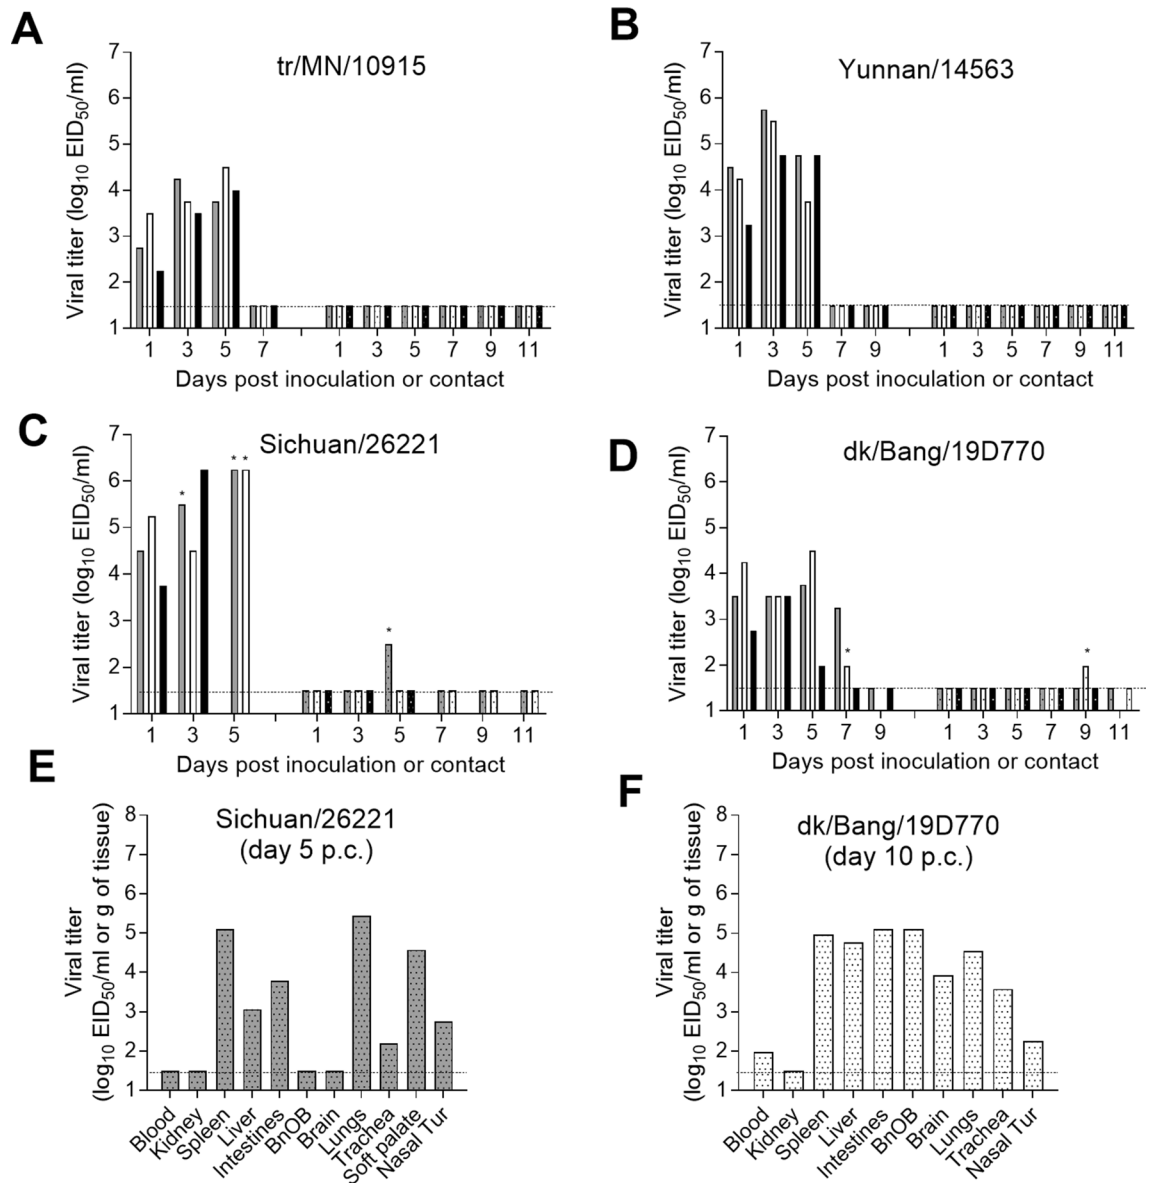 A
tr/MN/10915
Viral titer (log10 EID50/ml)
7
6
5
4
3
2
1
1 3 5 7 1 3 5 7 9 11
Days post inoculation or contact
B
Yunnan/14563
Viral titer (log10 EID50/ml)
7
6
5
4
3
2
1
1 3 5 7 9 1 3 5 7 9 11
Days post inoculation or contact
C
Sichuan/26221
Viral titer (log10 EID50/ml)
7
6
5
4
3
2
1
*
* *
*
1 3 5 1 3 5 7 9 11
Days post inoculation or contact
D
dk/Bang/19D770
Viral titer (log10 EID50/ml)
7
6
5
4
3
2
1
*
*
1 3 5 7 9 1 3 5 7 9 11
Days post inoculation or contact
E
Sichuan/26221
(day 5 p.c.)
Viral titer
(log10 EID50/ml or g of tissue)
8
7
6
5
4
3
2
1
Blood
Kidney
Spleen
Liver
Intestines
BnOB
Brain
Lungs
Trachea
Soft palate
Nasal Tur
F
dk/Bang/19D770
(day 10 p.c.)
Viral titer
(log10 EID50/ml or g of tissue)
8
7
6
5
4
3
2
1
Blood
Kidney
Spleen
Liver
Intestines
BnOB
Brain
Lungs
Trachea
Nasal Tur